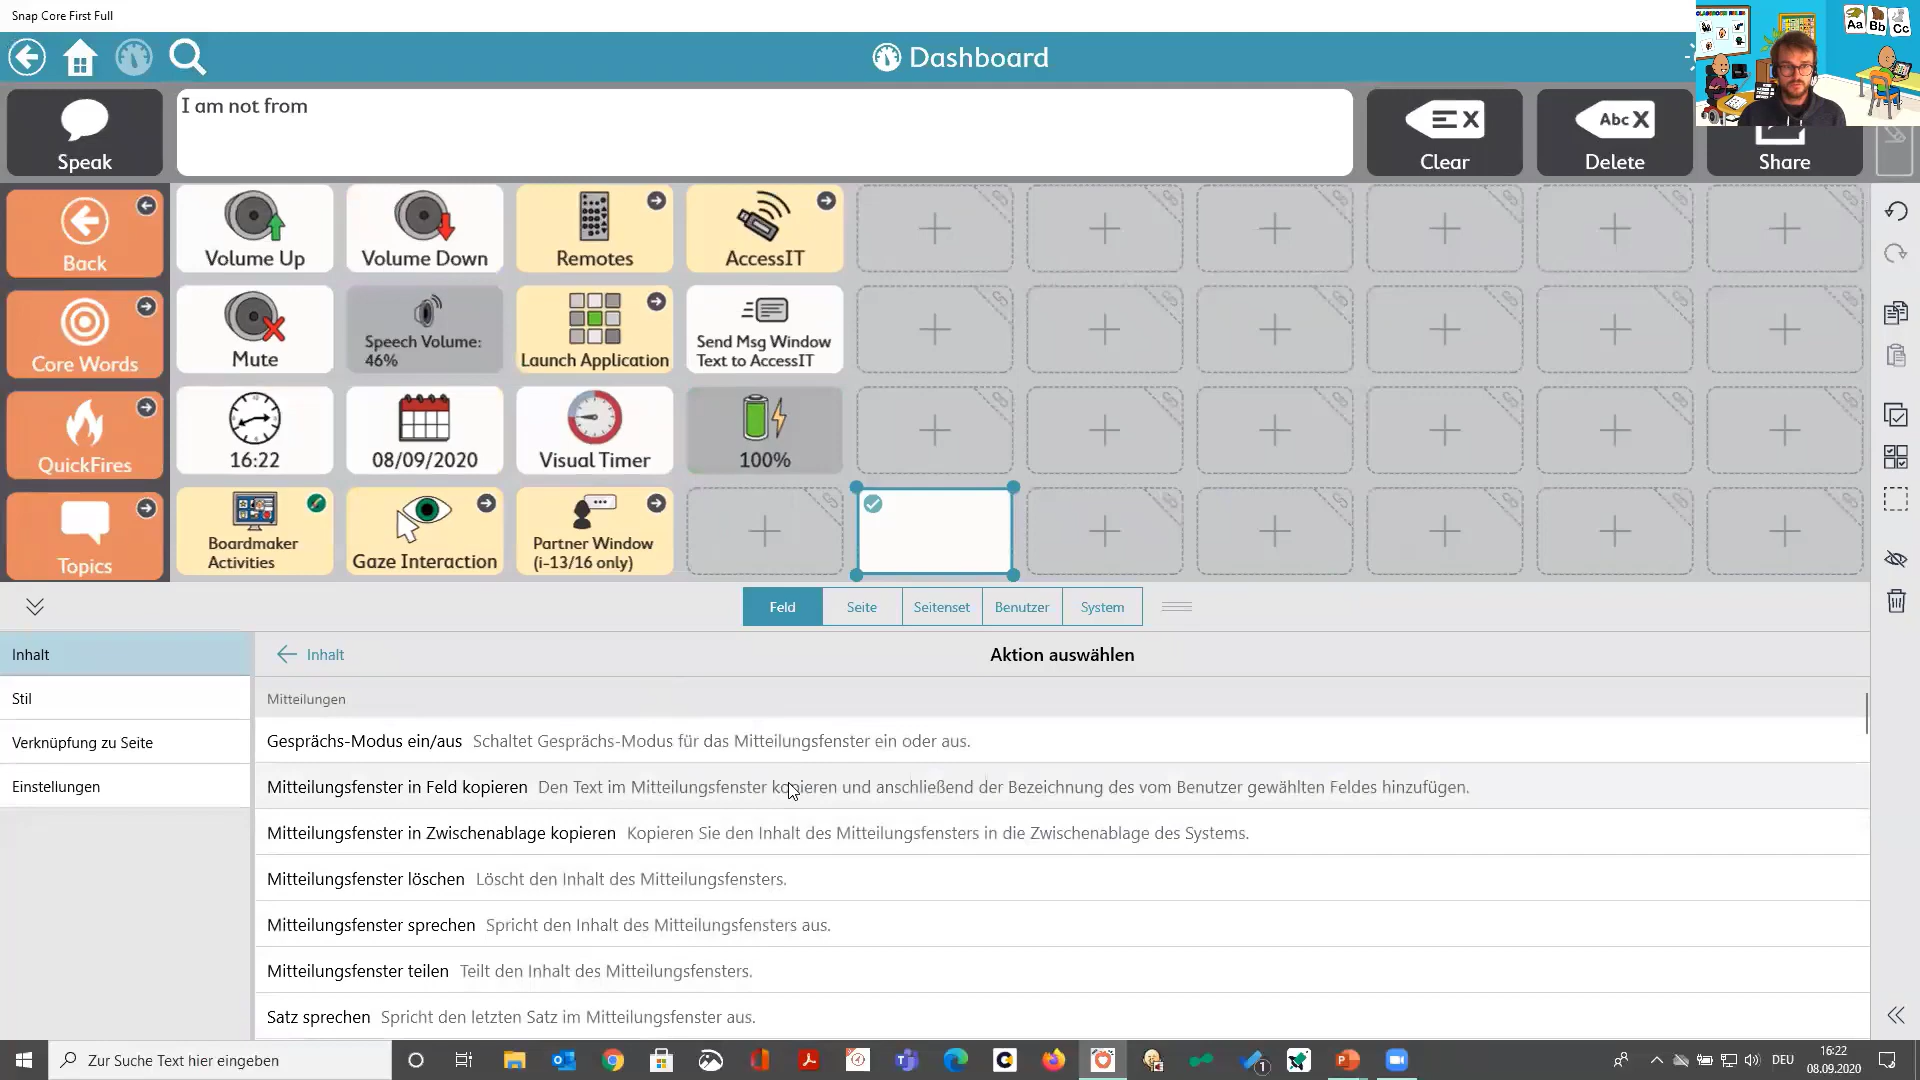 Snap Core First Full
Dashboard
Aa Bb Cc
Speak
I am not from
Clear
Abc X
Delete
Share
Back
Volume Up
Volume Down
Remotes
AccessIT
Core Words
Mute
Speech Volume:
46%
Launch Application
Send Msg Window
Text to AccessIT
QuickFires
16:22
08/09/2020
Visual Timer
100%
Topics
Boardmaker
Activities
Gaze Interaction
Partner Window
(i-13/16 only)
Feld
Seite
Seitenset
Benutzer
System
Inhalt
Inhalt
Aktion auswählen
Stil
Mitteilungen
Verknüpfung zu Seite
Gesprächs-Modus ein/aus Schaltet Gesprächs-Modus für das Mitteilungsfenster ein oder aus.
Einstellungen
Mitteilungsfenster in Feld kopieren Den Text im Mitteilungsfenster kopieren und anschließend der Bezeichnung des vom Benutzer gewählten Feldes hinzufügen.
Mitteilungsfenster in Zwischenablage kopieren Kopieren Sie den Inhalt des Mitteilungsfensters in die Zwischenablage des Systems.
Mitteilungsfenster löschen Löscht den Inhalt des Mitteilungsfensters.
Mitteilungsfenster sprechen Spricht den Inhalt des Mitteilungsfensters aus.
Mitteilungsfenster teilen Teilt den Inhalt des Mitteilungsfensters.
Satz sprechen Spricht den letzten Satz im Mitteilungsfenster aus.
Zur Suche Text hier eingeben
DEU
16:22
08.09.2020